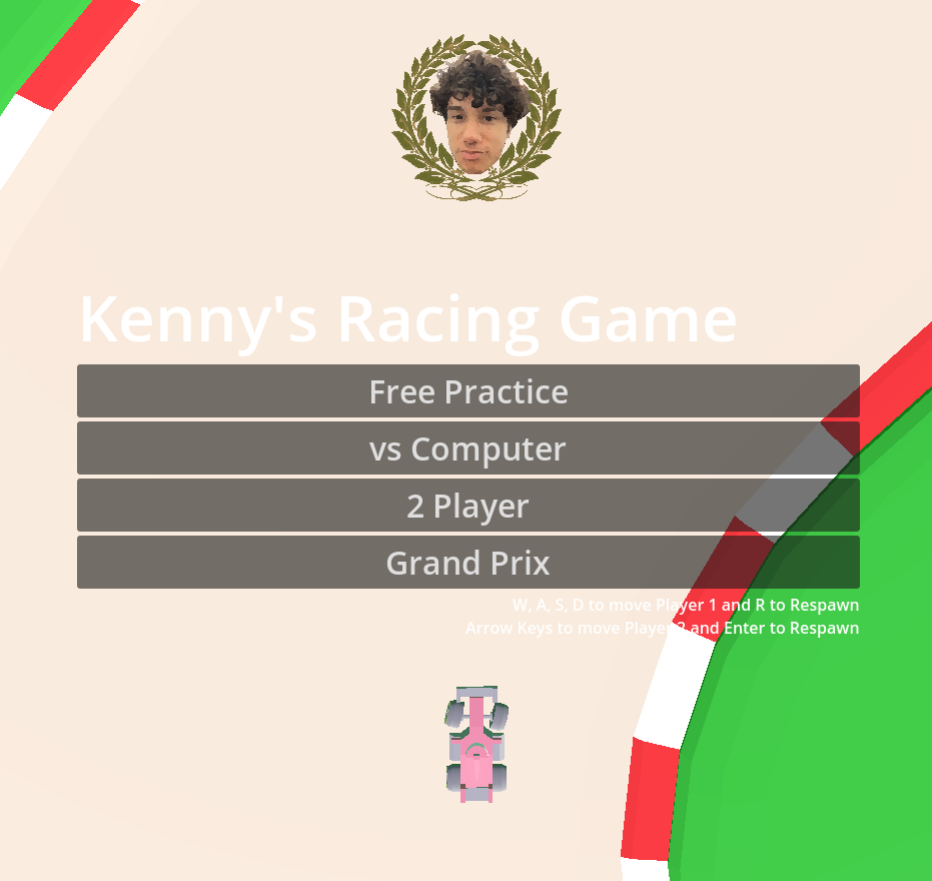 Kenny's Racing Game
Free Practice
vs Computer
2 Player
Grand Prix
W, A, S, D to move Player 1 and R to Respawn
Arrow Keys to move Player 2 and Enter to Respawn